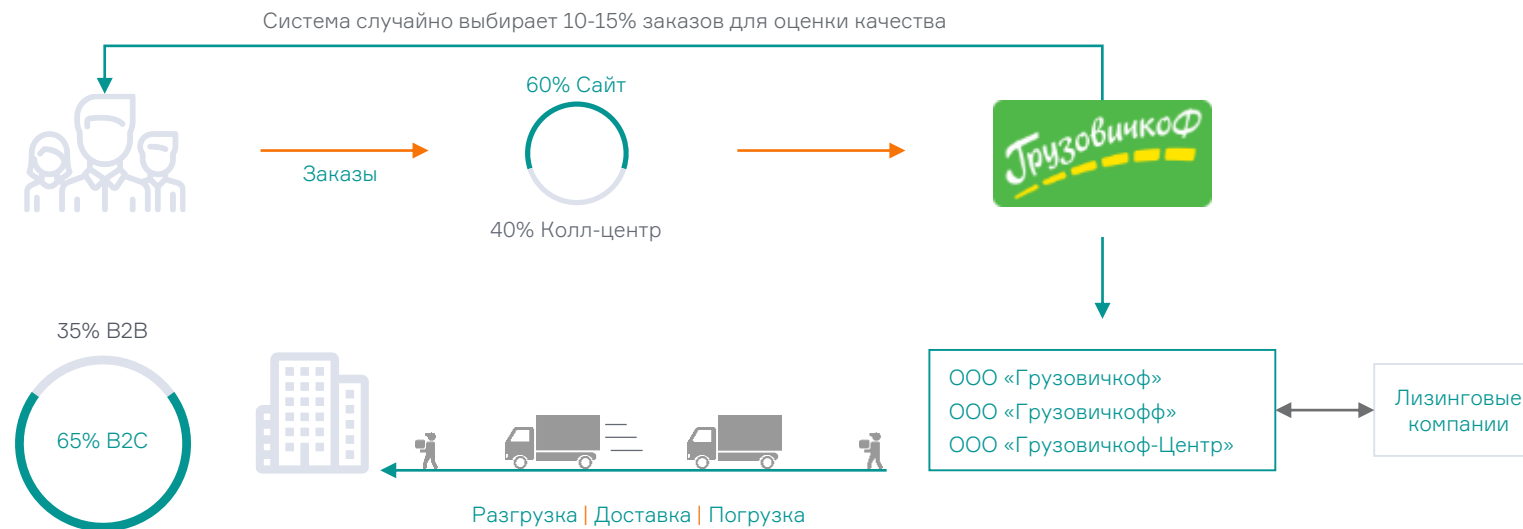 Система случайно выбирает 10-15% заказов для оценки качества
60% Сайт
Заказы
40% Колл-центр
ГрузовичкоФ
35% B2B
65% B2C
ООО «Грузовичкоф»
ООО «Грузовичкофф»
ООО «Грузовичкоф-Центр»
Лизинговые
компании
Разгрузка | Доставка | Погрузка